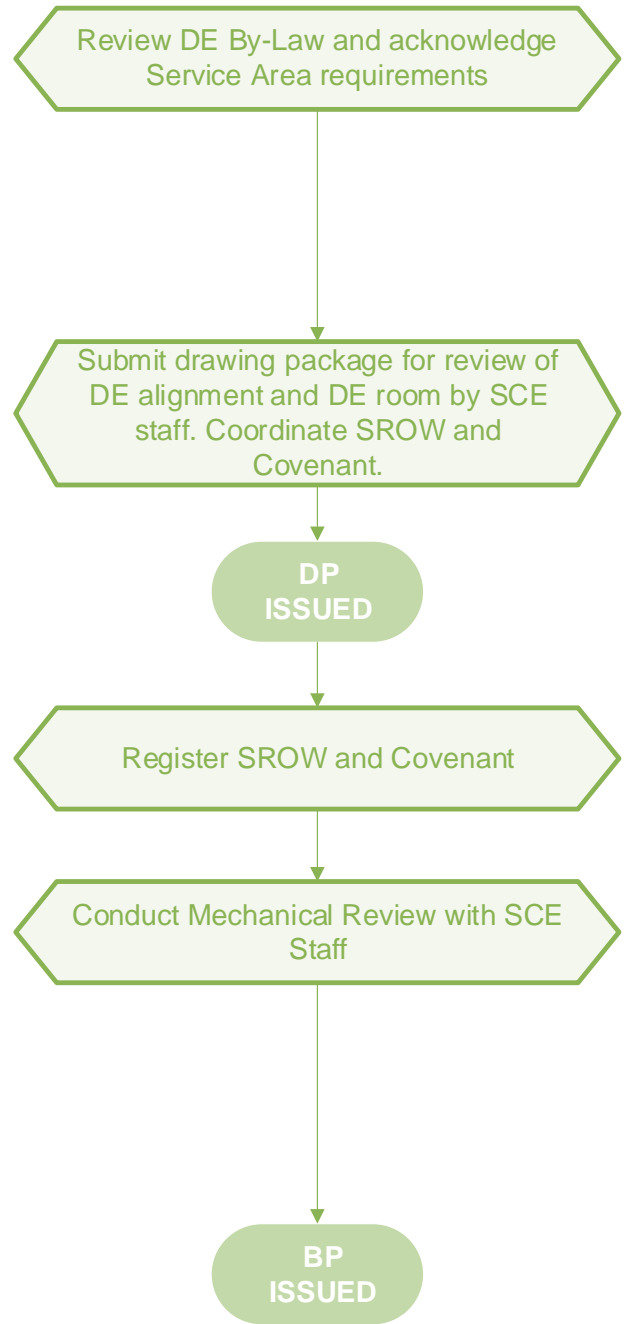 Review DE By-Law and acknowledge
Service Area requirements
Submit drawing package for review of
DE alignment and DE room by SCE
staff. Coordinate SROW and
Covenant.
DP
ISSUED
Register SROW and Covenant
Conduct Mechanical Review with SCE
Staff
BP
ISSUED